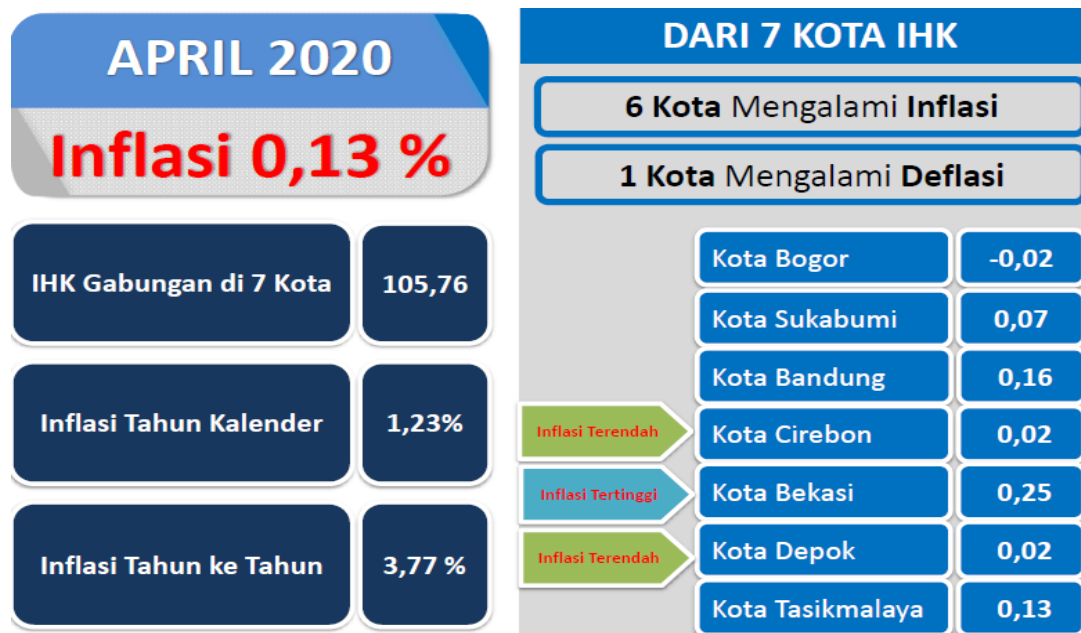 APRIL 2020
Inflasi 0,13 %
IHK Gabungan di 7 Kota 105,76
Inflasi Tahun Kalender 1,23%
Inflasi Tahun ke Tahun 3,77 %
DARI 7 KOTA IHK
6 Kota Mengalami Inflasi
1 Kota Mengalami Deflasi
Kota Bogor -0,02
Kota Sukabumi 0,07
Kota Bandung 0,16
Inflasi Terendah Kota Cirebon 0,02
Inflasi Tertinggi Kota Bekasi 0,25
Inflasi Terendah Kota Depok 0,02
Kota Tasikmalaya 0,13